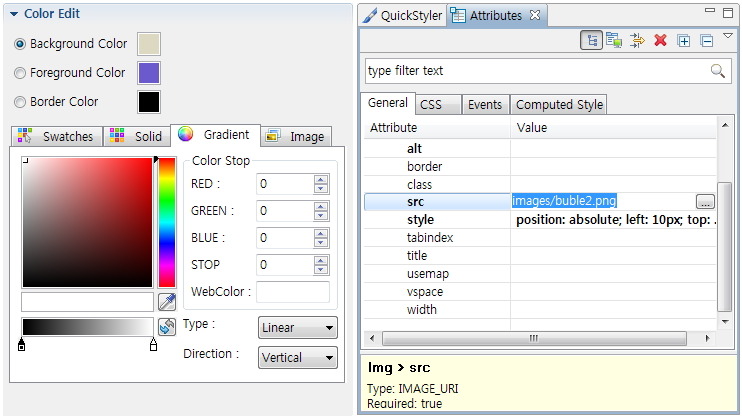 Color Edit
Background Color
Foreground Color
Border Color
Swatches Solid Gradient Image
Color Stop
RED : 0
GREEN : 0
BLUE : 0
STOP 0
WebColor :
Type : Linear
Direction : Vertical
QuickStyler Attributes
type filter text
General CSS Events Computed Style
Attribute Value
alt
border
class
src images/buble2.png ...
style position: absolute; left: 10px; top: .
tabindex
title
usemap
vspace
width
Img > src
Type: IMAGE_URI
Required: true